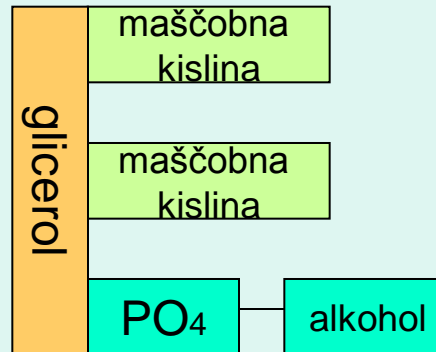 glicerol
maščobna
kislina
maščobna
kislina
PO4
alkohol